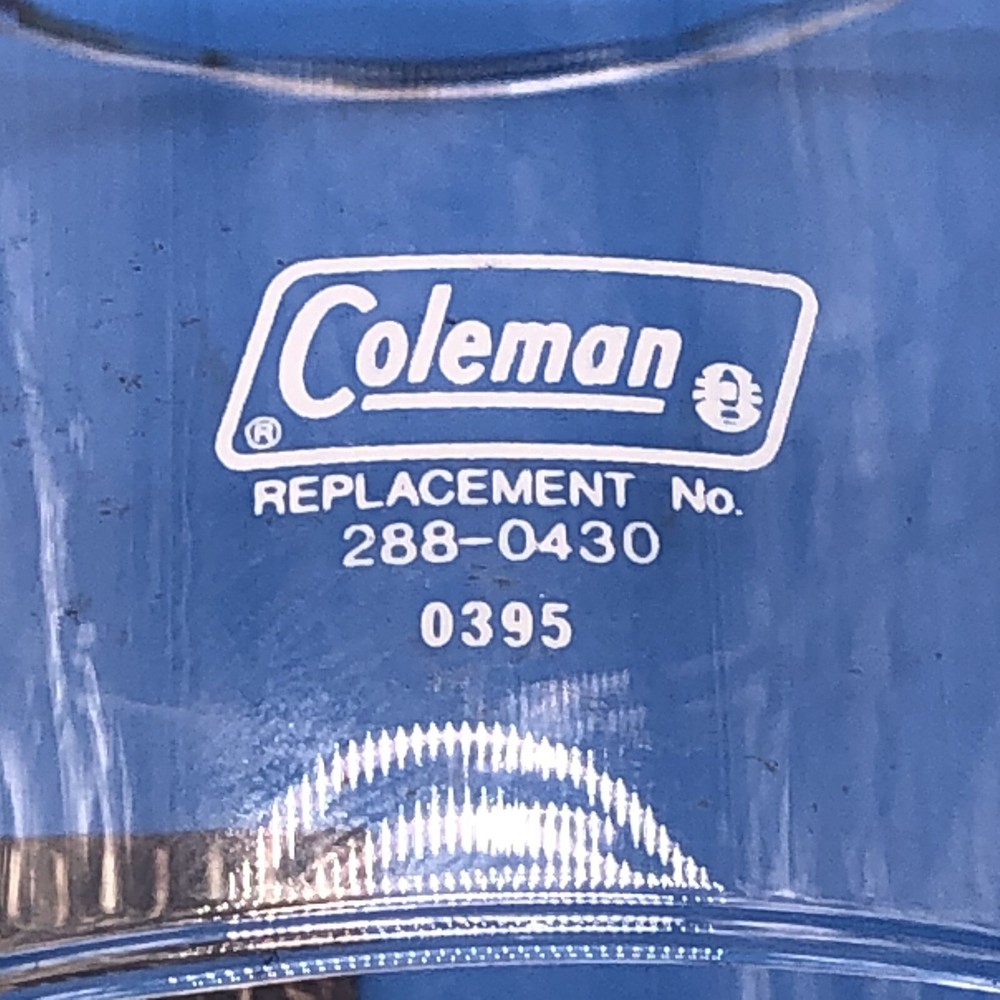 Coleman
®
REPLACEMENT No.
288-0430
0395